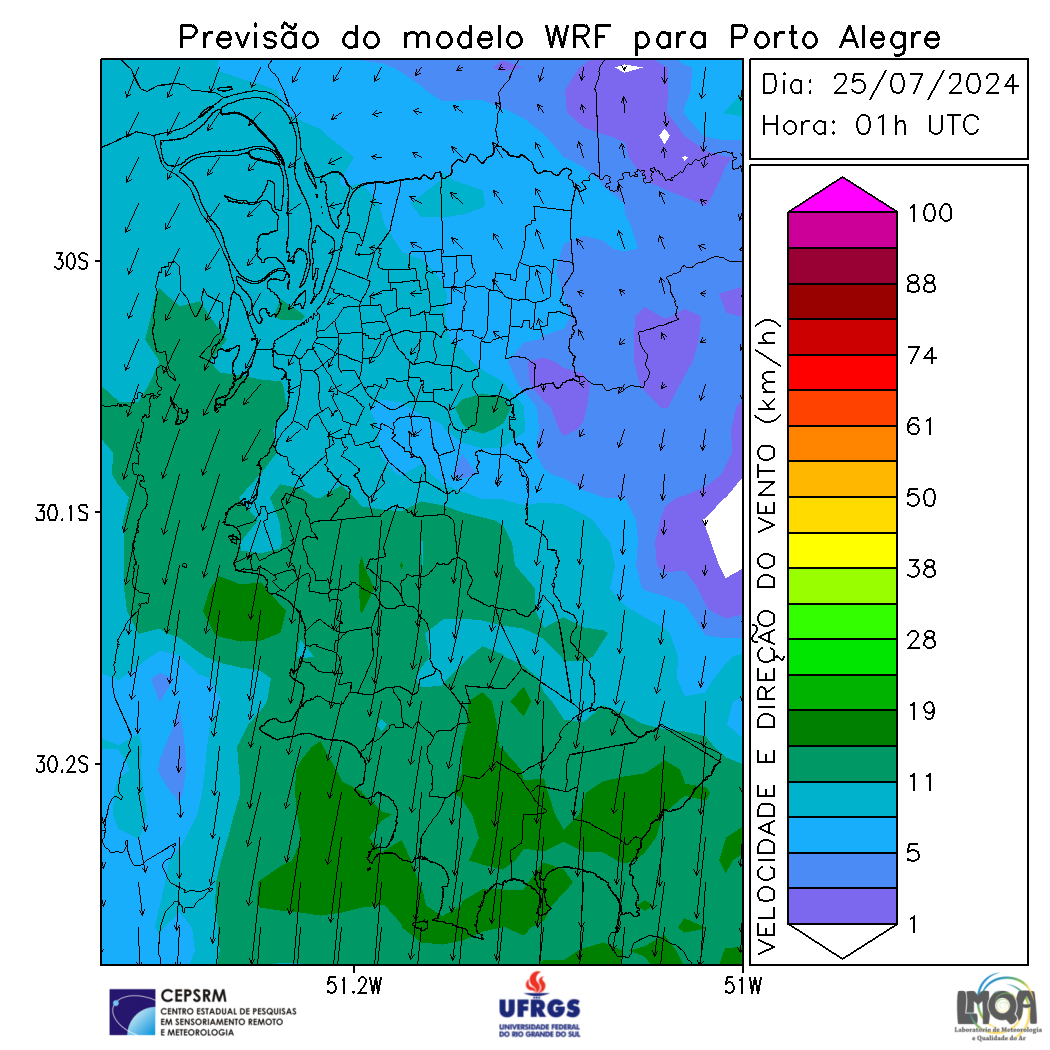 Previsão do modelo WRF para Porto Alegre
Dia: 25/07/2024
Hora: 01h UTC
30S
30.1S
30.2S
51.2W
51W
VELOCIDADE E DIREÇÃO DO VENTO (km/h)
100
88
74
61
50
38
28
19
11
5
1
CEPSRM
CENTRO ESTADUAL DE PESQUISAS
EM SENSORIAMENTO REMOTO
E METEOROLOGIA
UFRGS
UNIVERSIDADE FEDERAL
DO RIO GRANDE DO SUL
LMQA
Laboratório de Meteorologia
e Qualidade do Ar